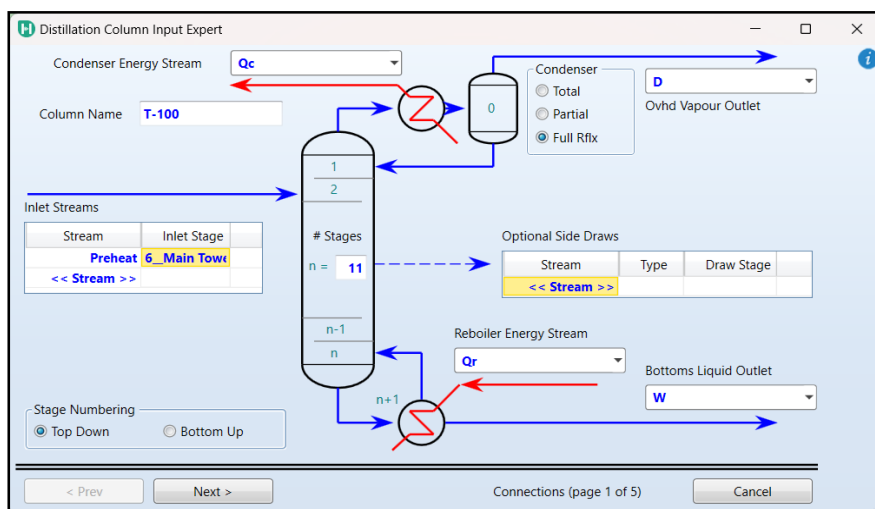 Distillation Column Input Expert
Condenser Energy Stream
Qc
Column Name
T-100
Condenser
Total
Partial
Full Rflx
D
Ovhd Vapour Outlet
0
1
2
Inlet Streams
Stream Inlet Stage
Preheat 6__Main Towe
<< Stream >>
# Stages
n = 11
Optional Side Draws
Stream Type Draw Stage
<< Stream >>
n-1
n
n+1
Reboiler Energy Stream
Qr
Bottoms Liquid Outlet
W
Stage Numbering
Top Down Bottom Up
< Prev Next > Connections (page 1 of 5) Cancel